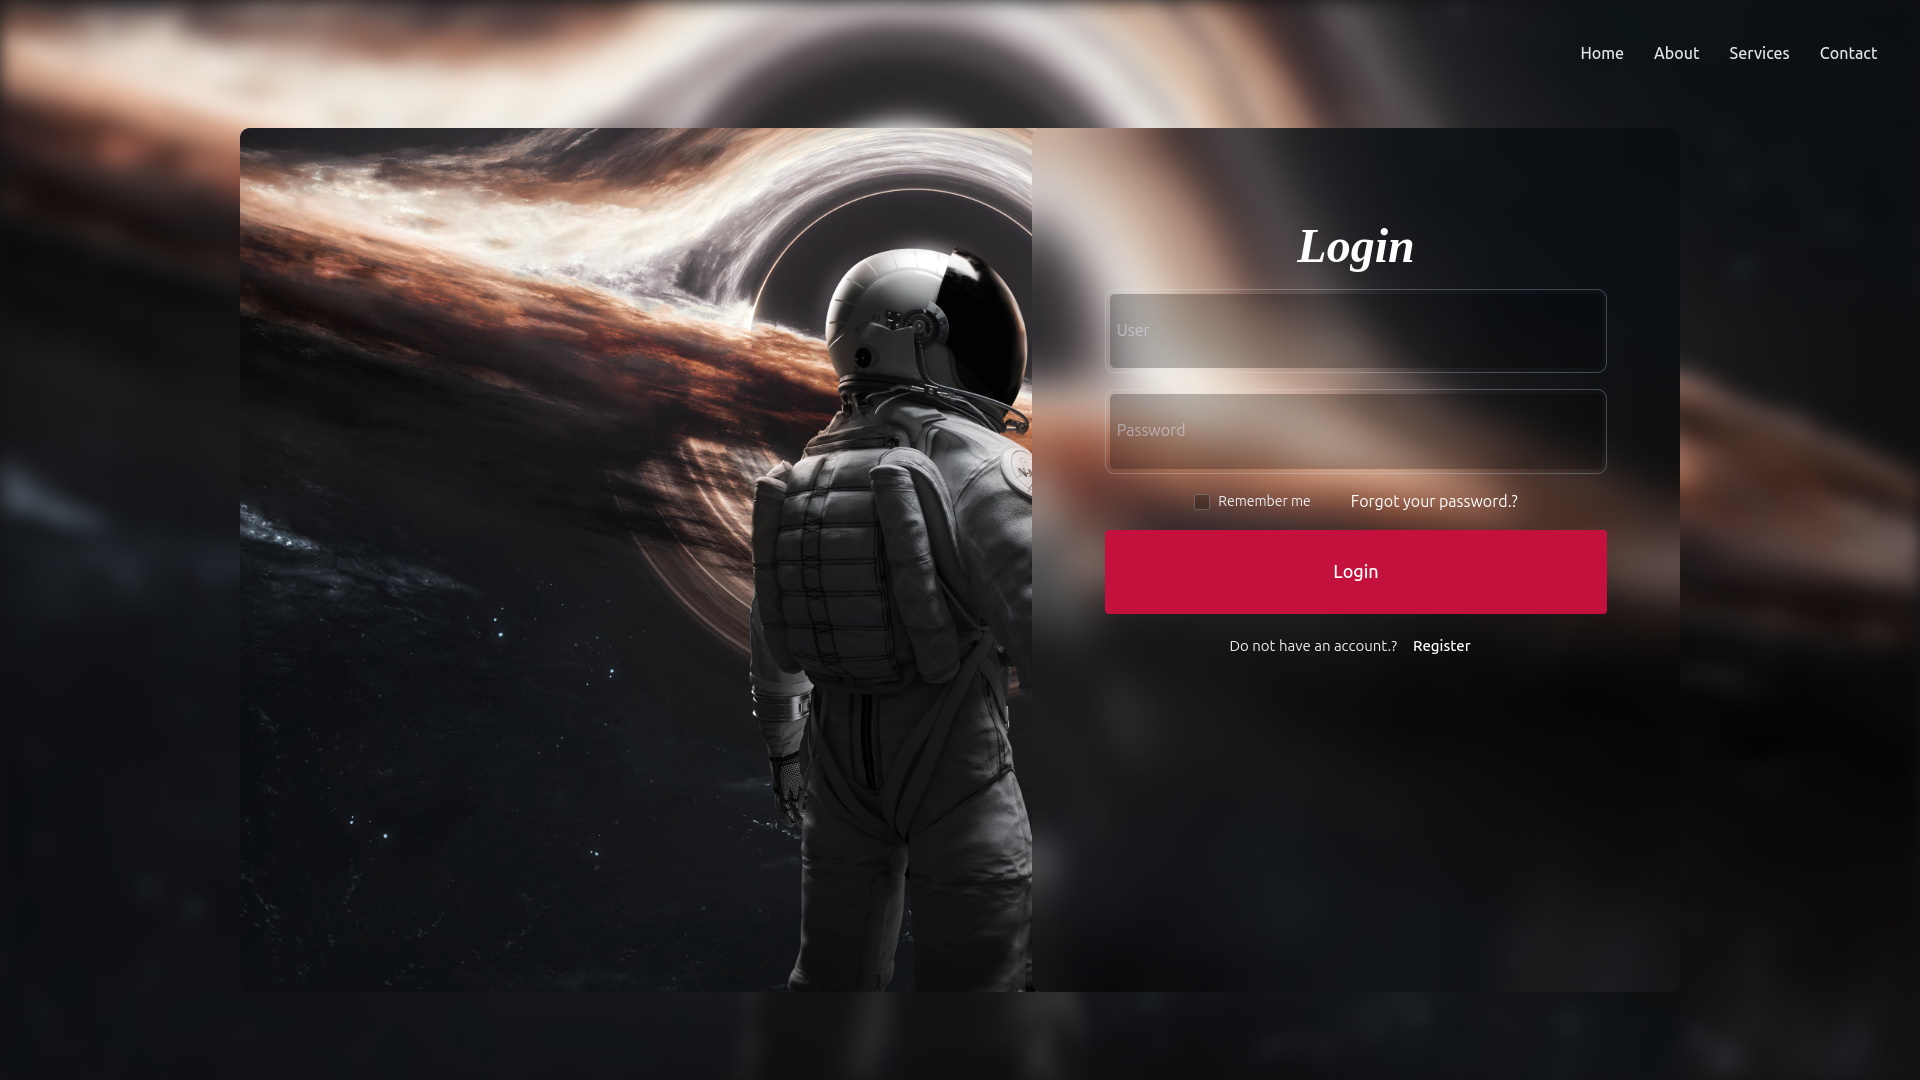 Home About Services Contact
Login
User
Password
Remember me Forgot your password.?
Login
Do not have an account.? Register